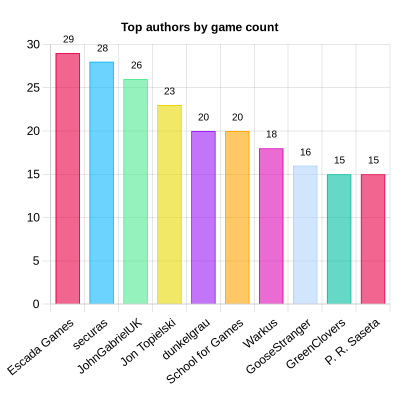 Top authors by game count
30
25
20
15
10
5
0
29
28
26
23
20
20
18
16
15
15
Escada Games
securas
JohnGabrielUK
Jon Topielski
dunkelgrau
School for Games
Warkus
GooseStranger
GreenClovers
P. R. Saseta